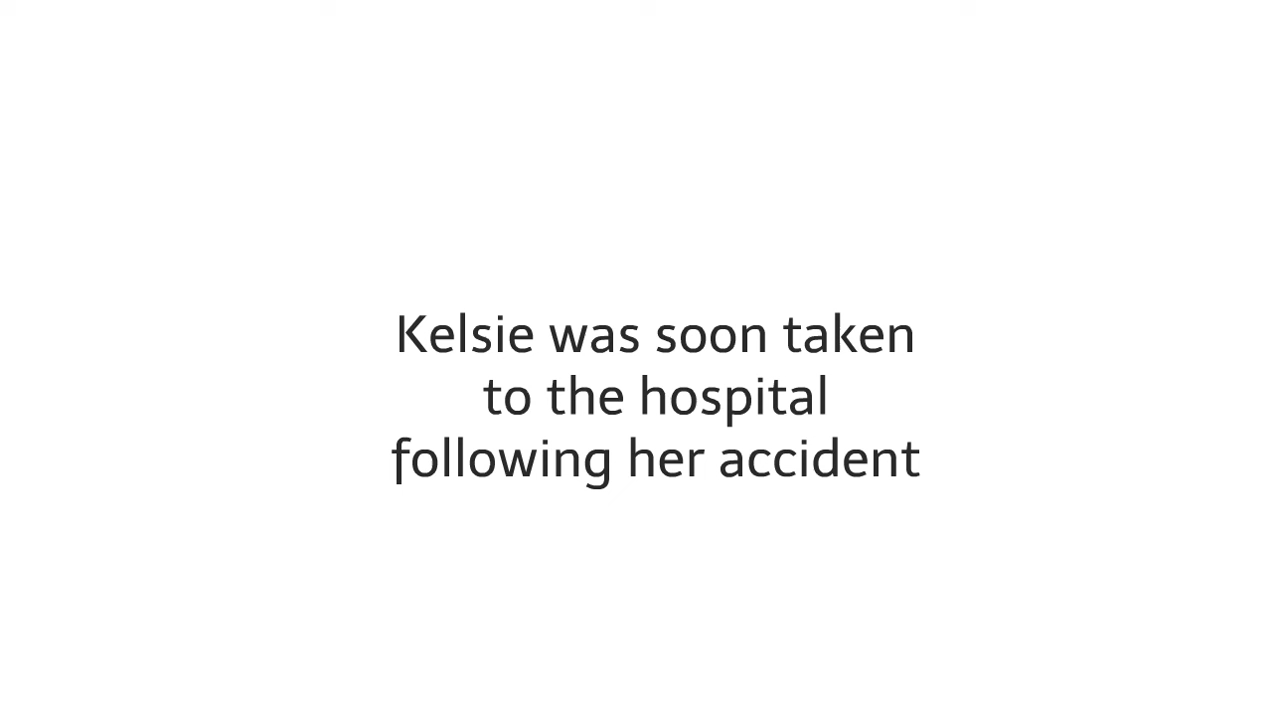 Kelsie was soon taken
to the hospital
following her accident